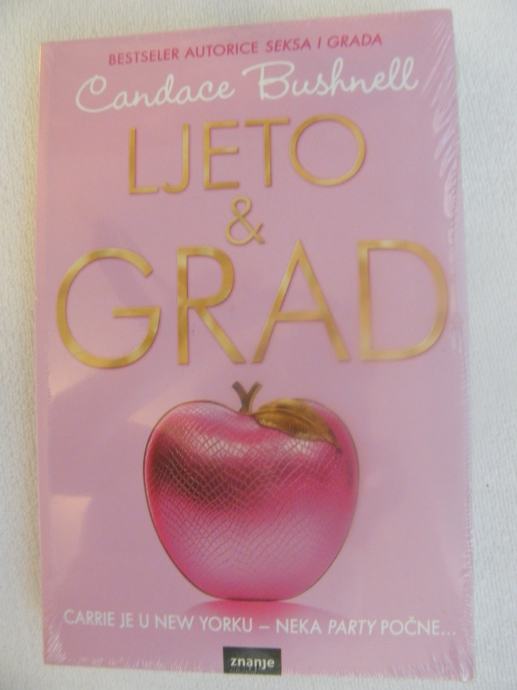 BESTSELER AUTORICE SEKSA I GRADA
Candace Bushnell
LJETO
&
GRAD
CARRIE JE U NEW YORKU – NEKA PARTY POČNE...
znanje